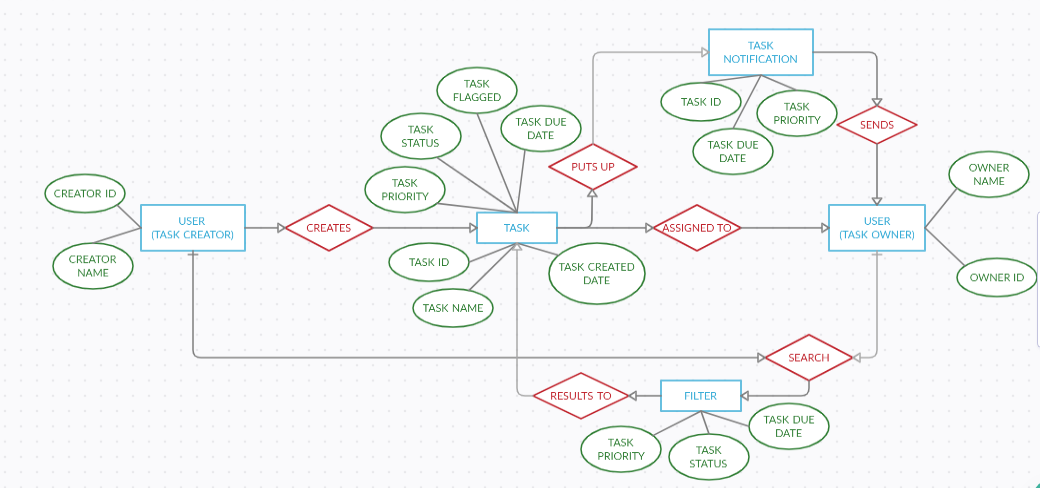 TASK
NOTIFICATION
TASK
FLAGGED
TASK ID
TASK
PRIORITY
TASK DUE
DATE
SENDS
TASK
STATUS
TASK DUE
DATE
PUTS UP
OWNER
NAME
TASK
PRIORITY
CREATOR ID
USER
(TASK CREATOR)
CREATES
TASK
ASSIGNED TO
USER
(TASK OWNER)
CREATOR
NAME
TASK ID
TASK CREATED
DATE
OWNER ID
TASK NAME
SEARCH
RESULTS TO
FILTER
TASK DUE
DATE
TASK
PRIORITY
TASK
STATUS